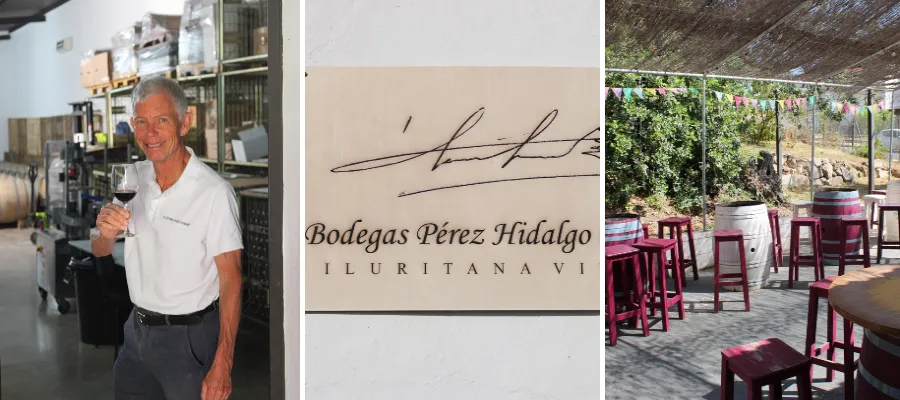 Bodegas Pérez Hidalgo
ILURITANA VI